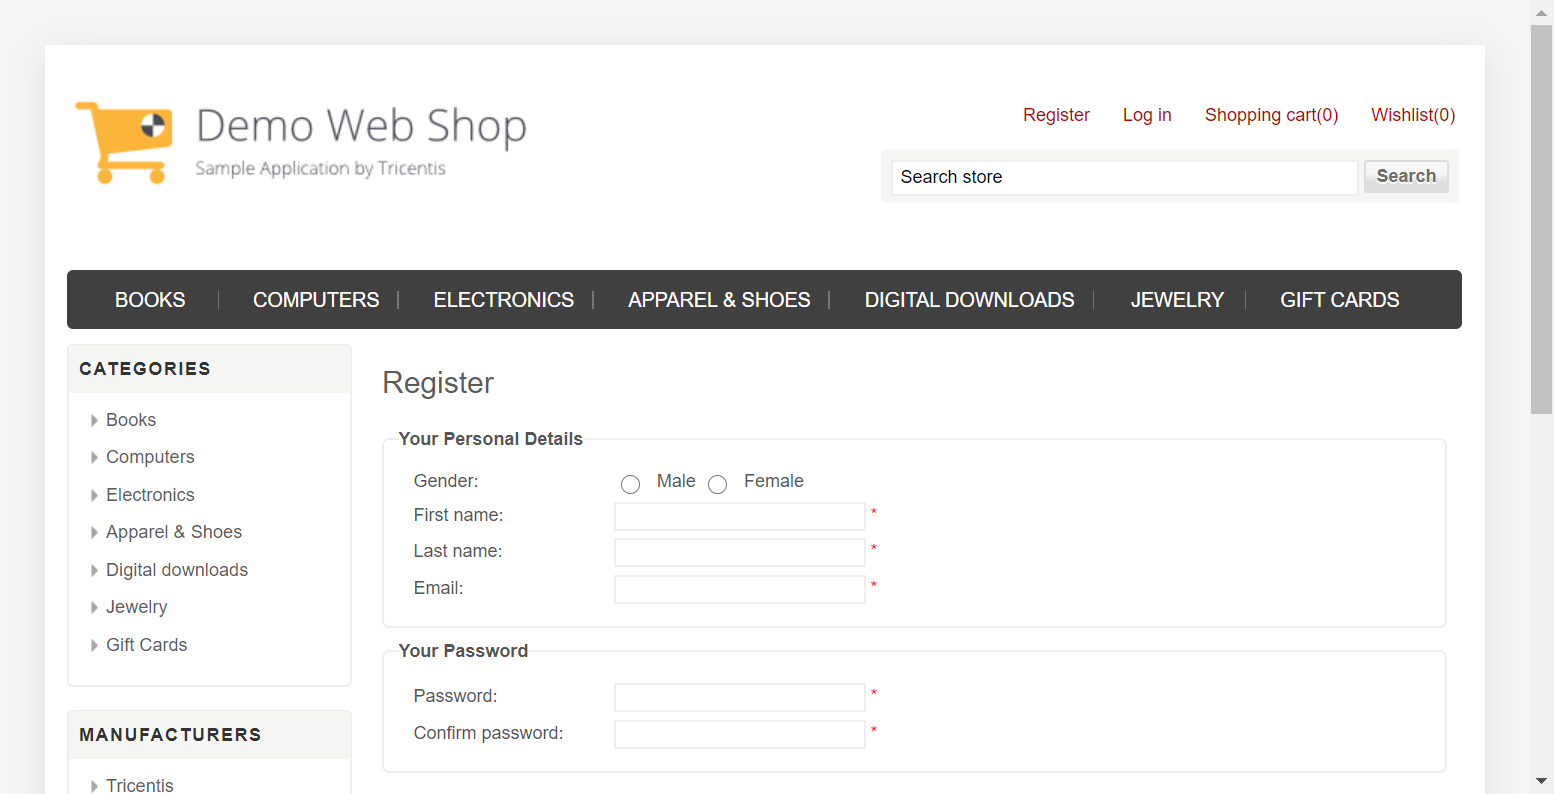 Demo Web Shop
Sample Application by Tricentis
Register Log in Shopping cart(0) Wishlist(0)
Search store Search
BOOKS COMPUTERS ELECTRONICS APPAREL & SHOES DIGITAL DOWNLOADS JEWELRY GIFT CARDS
CATEGORIES
Books
Computers
Electronics
Apparel & Shoes
Digital downloads
Jewelry
Gift Cards
MANUFACTURERS
Tricentis
Register
Your Personal Details
Gender: Male Female
First name: *
Last name: *
Email: *
Your Password
Password: *
Confirm password: *